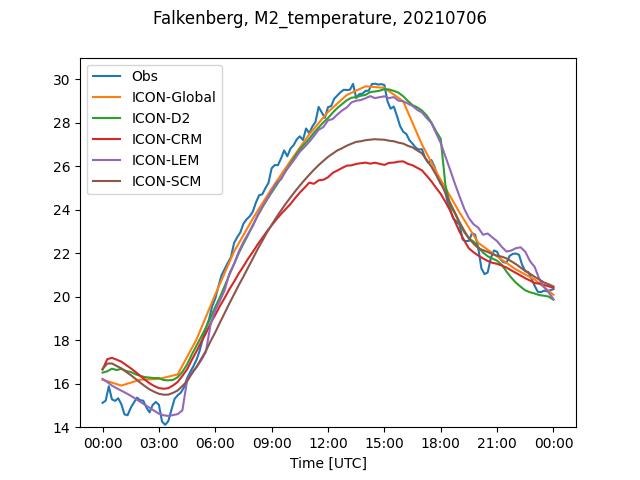 Falkenberg, M2_temperature, 20210706
Obs
ICON-Global
ICON-D2
ICON-CRM
ICON-LEM
ICON-SCM
30
28
26
24
22
20
18
16
14
00:00 03:00 06:00 09:00 12:00 15:00 18:00 21:00 00:00
Time [UTC]